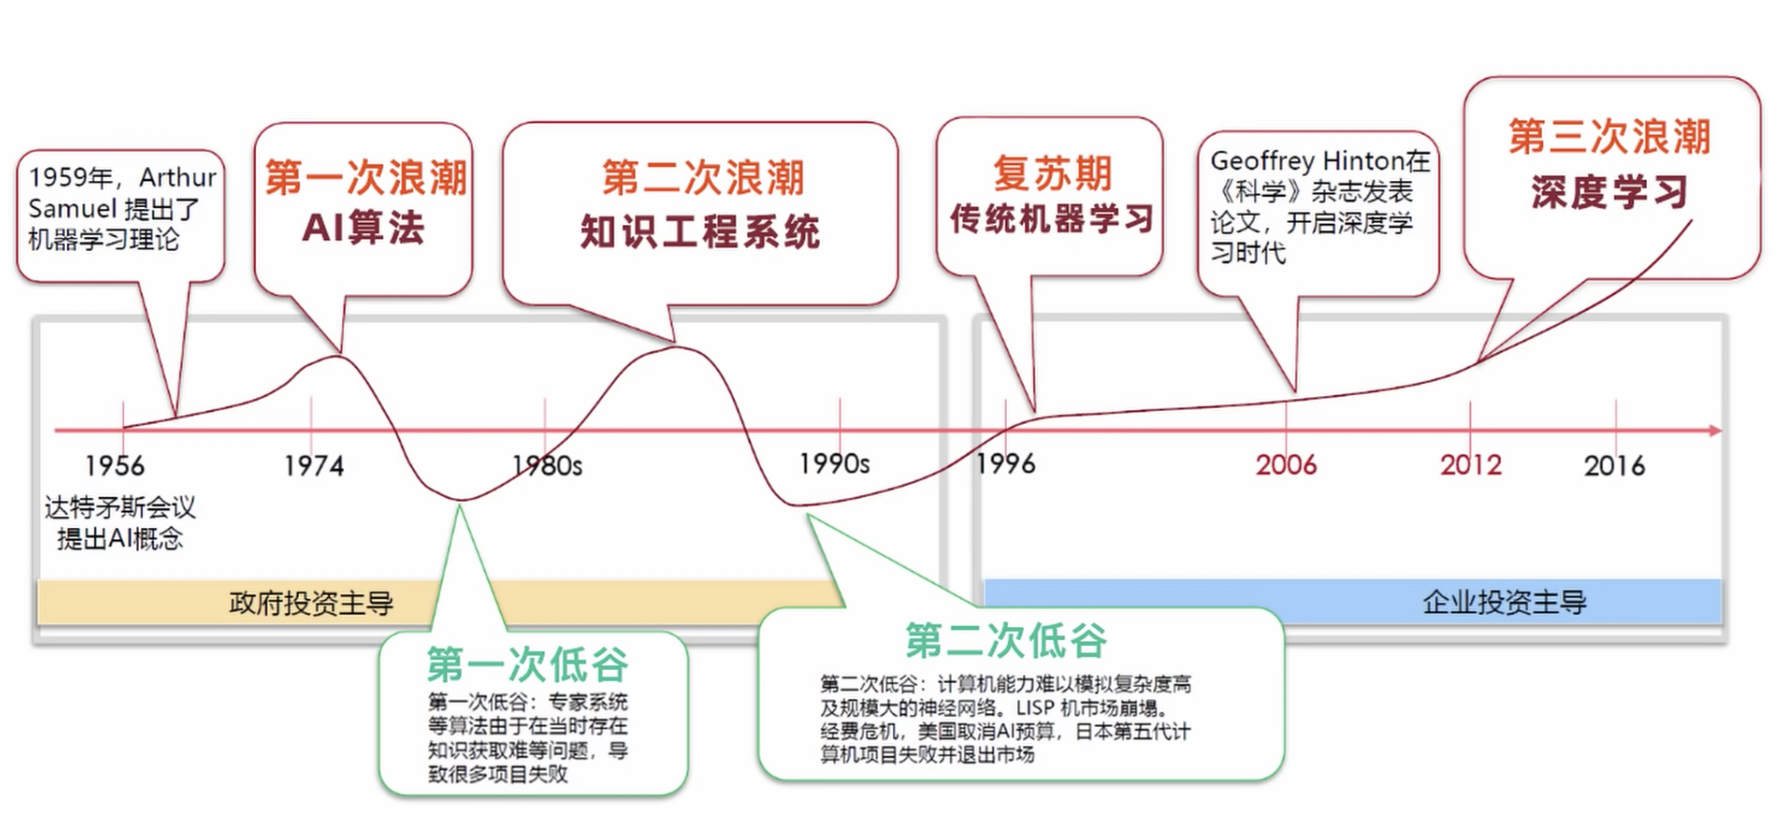 1959年，Arthur
Samuel 提出了
机器学习理论
第一次浪潮
AI算法
第二次浪潮
知识工程系统
复苏期
传统机器学习
Geoffrey Hinton在
《科学》杂志发表
论文，开启深度学
习时代
第三次浪潮
深度学习
1956
1974
1980s
1990s
1996
2006
2012
2016
达特矛斯会议
提出AI概念
政府投资主导
企业投资主导
第一次低谷
第一次低谷：专家系统
等算法由于在当时存在
知识获取难等问题，导
致很多项目失败
第二次低谷
第二次低谷：计算机能力难以模拟复杂度高
及规模大的神经网络。LISP 机市场崩塌。
经费危机，美国取消AI预算，日本第五代计
算机项目失败并退出市场